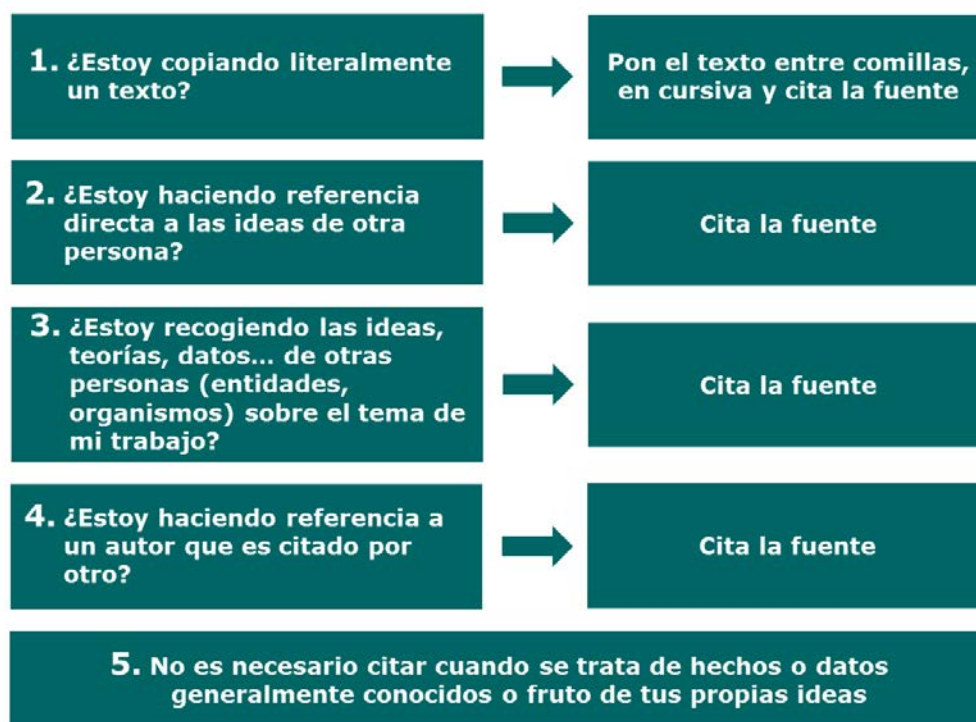 1. ¿Estoy copiando literalmente
un texto?
Pon el texto entre comillas,
en cursiva y cita la fuente
2. ¿Estoy haciendo referencia
directa a las ideas de otra
persona?
Cita la fuente
3. ¿Estoy recogiendo las ideas,
teorías, datos... de otras
personas (entidades,
organismos) sobre el tema de
mi trabajo?
Cita la fuente
4. ¿Estoy haciendo referencia a
un autor que es citado por
otro?
Cita la fuente
5. No es necesario citar cuando se trata de hechos o datos
generalmente conocidos o fruto de tus propias ideas